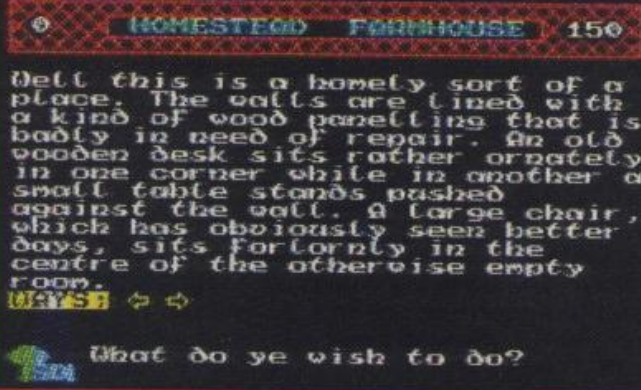 0 HOMESTEAD FARMHOUSE 150
Well this is a homely sort of a
place. The walls are lined with
a kind of wood panelling that is
badly in need of repair. An old
wooden desk sits rather ornately
in one corner while in another a
small table stands pushed
against the wall. A large chair,
which has obviously seen better
days, sits forlornly in the
centre of the otherwise empty
room.
WAYS: ⇦ ⇨
What do ye wish to do?